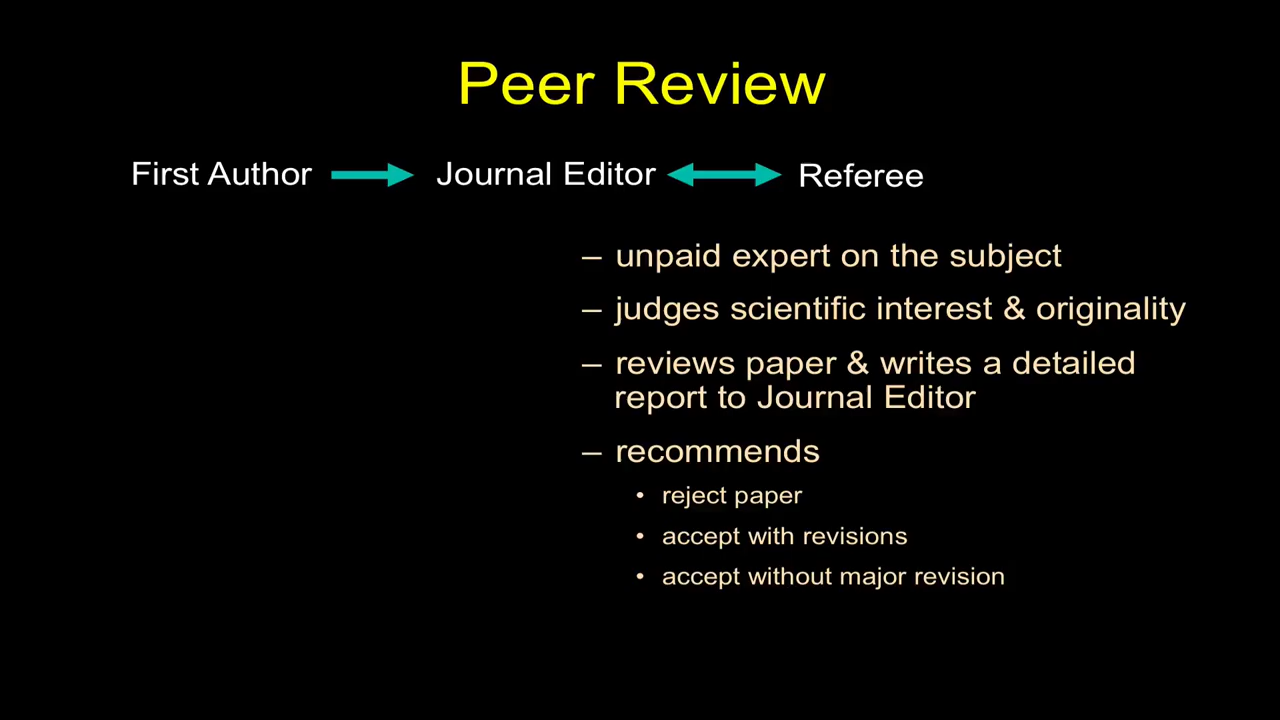 Peer Review
First Author Journal Editor Referee
– unpaid expert on the subject
– judges scientific interest & originality
– reviews paper & writes a detailed
report to Journal Editor
– recommends
• reject paper
• accept with revisions
• accept without major revision